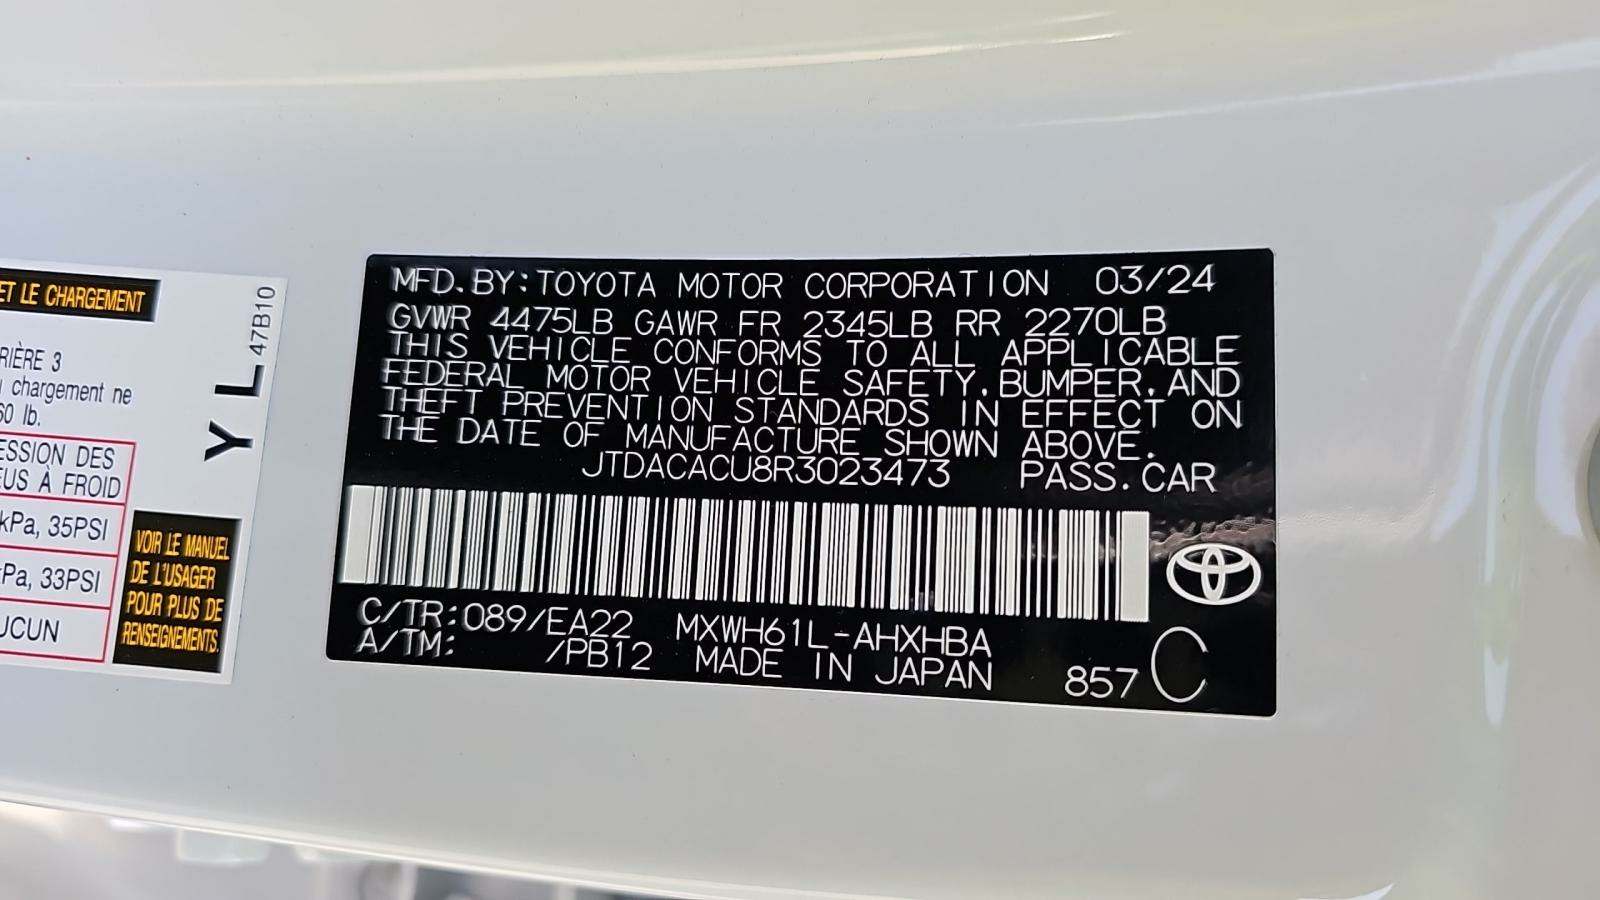 ET LE CHARGEMENT
RIÈRE 3
chargement ne
60 lb.
ESSION DES
EUS À FROID
kPa, 35PSI
kPa, 33PSI
UCUN
YL
47B10
VOIR LE MANUEL
DE L'USAGER
POUR PLUS DE
RENSEIGNEMENTS.
MFD. BY: TOYOTA MOTOR CORPORATION 03/24
GVWR 4475LB GAWR FR 2345LB RR 2270LB
THIS VEHICLE CONFORMS TO ALL APPLICABLE
FEDERAL MOTOR VEHICLE SAFETY, BUMPER, AND
THEFT PREVENTION STANDARDS IN EFFECT ON
THE DATE OF MANUFACTURE SHOWN ABOVE.
JTDACACU8R3023473 PASS. CAR
C/TR: 089/EA22 MXWH61L-AHXHBA
A/TM: /PB12 MADE IN JAPAN 857 C